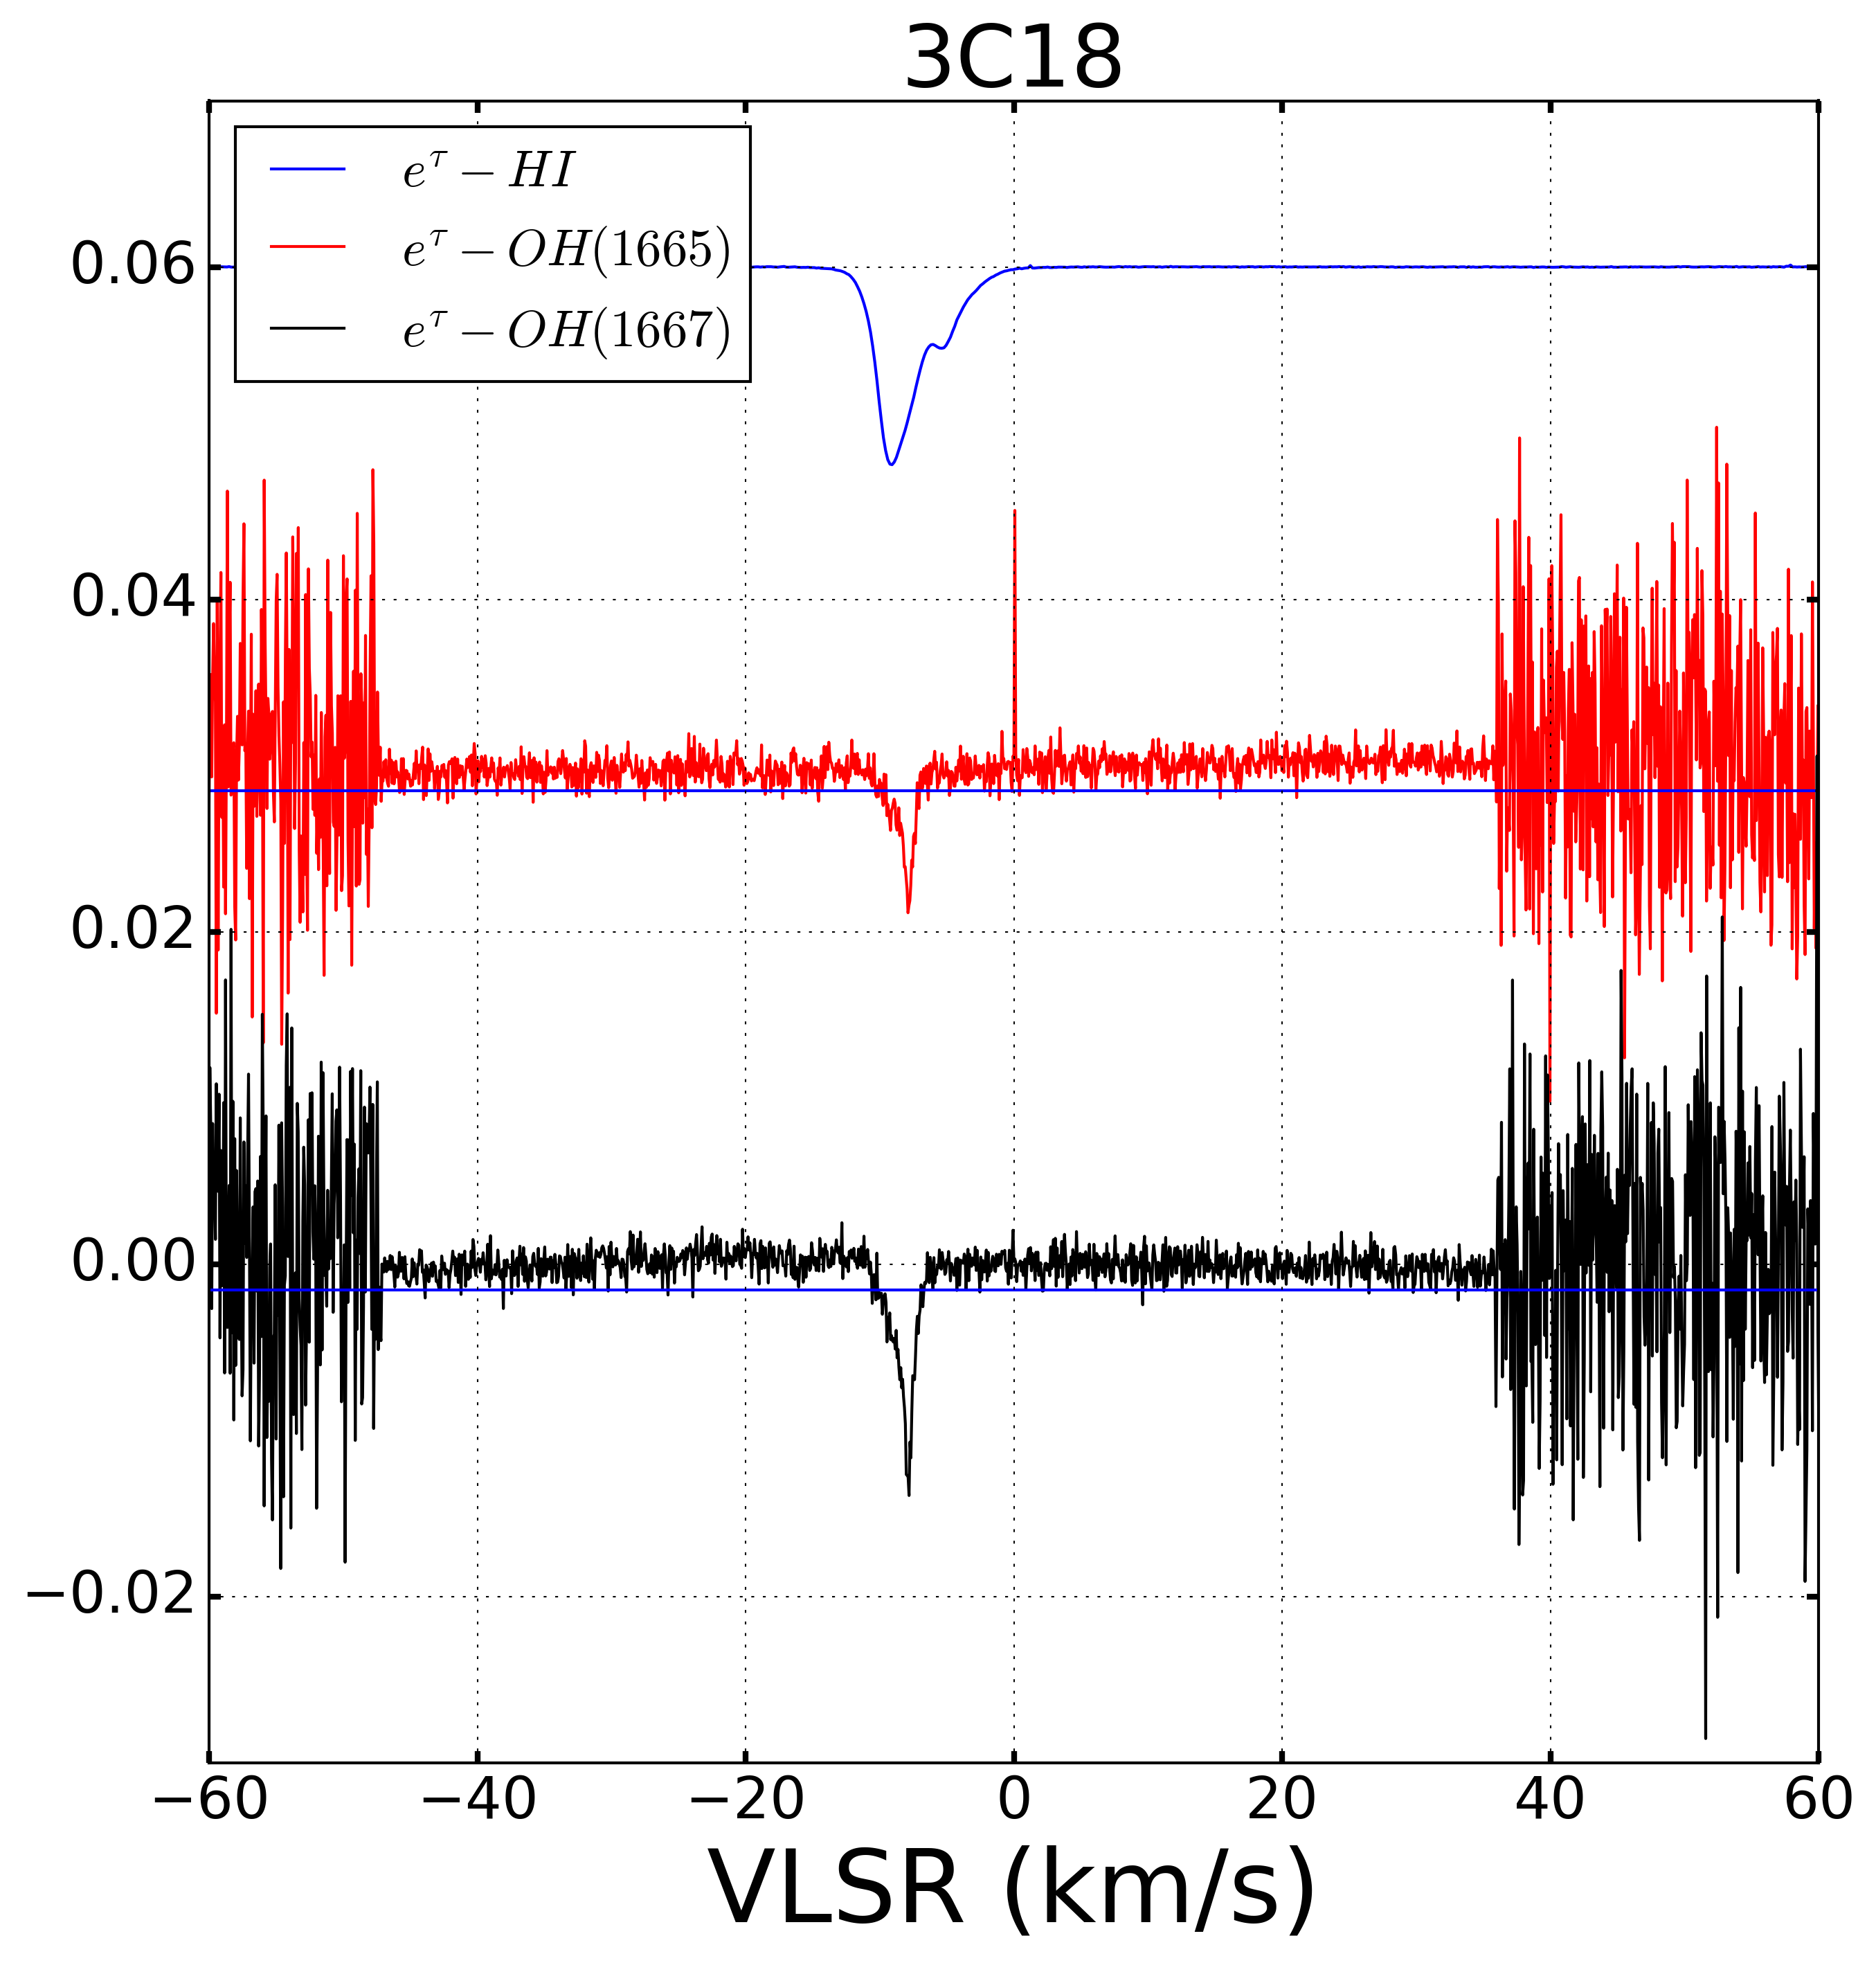 3C18
e^τ − HI
e^τ − OH(1665)
e^τ − OH(1667)
0.06
0.04
0.02
0.00
−0.02
−60 −40 −20 0 20 40 60
VLSR (km/s)